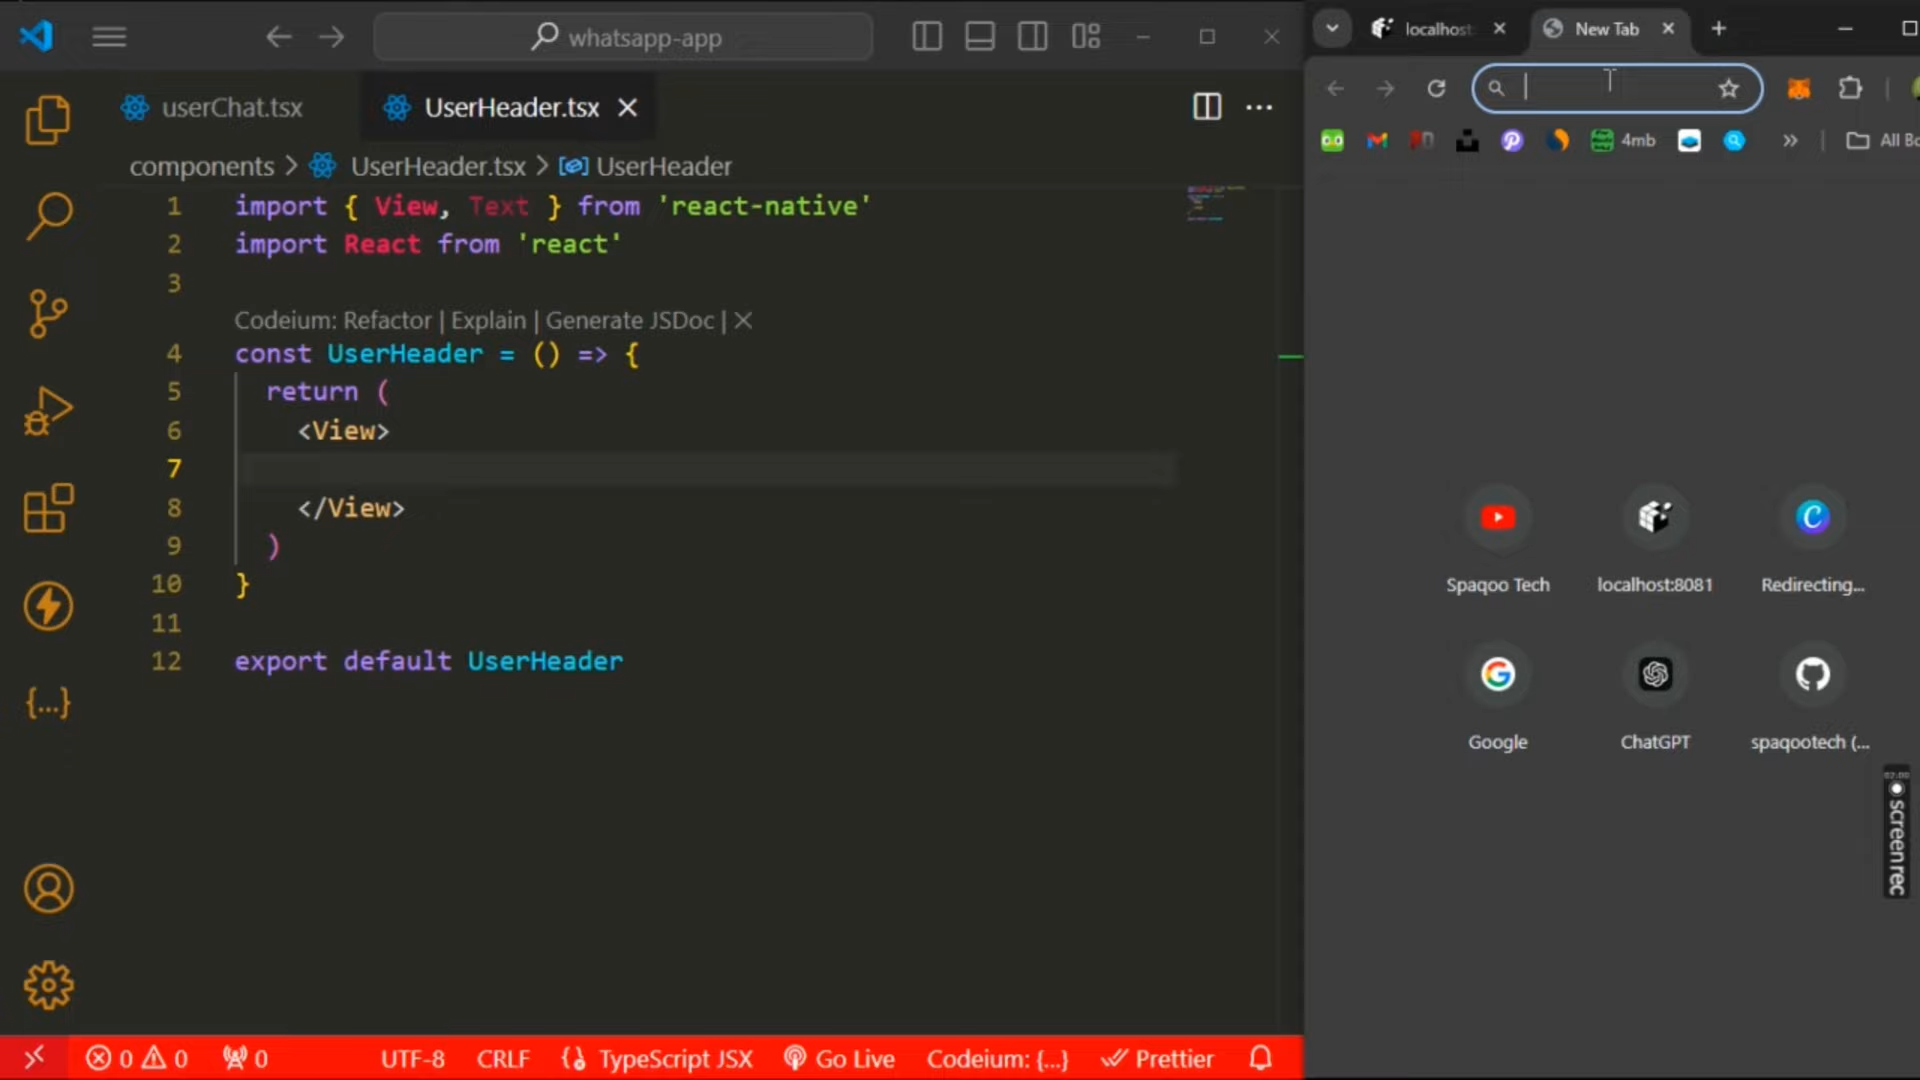 whatsapp-app
userChat.tsx
UserHeader.tsx
components > UserHeader.tsx > UserHeader
1 import { View, Text } from 'react-native'
2 import React from 'react'
3
Codeium: Refactor | Explain | Generate JSDoc | ×
4 const UserHeader = () => {
5 return (
6 <View>
7
8 </View>
9 )
10 }
11
12 export default UserHeader
0 0 0 UTF-8 CRLF TypeScript JSX Go Live Codeium: {...} Prettier
localhost
New Tab
4mb
All Bo
Spaqoo Tech
localhost:8081
Redirecting...
Google
ChatGPT
spaqootech (...
screenrec